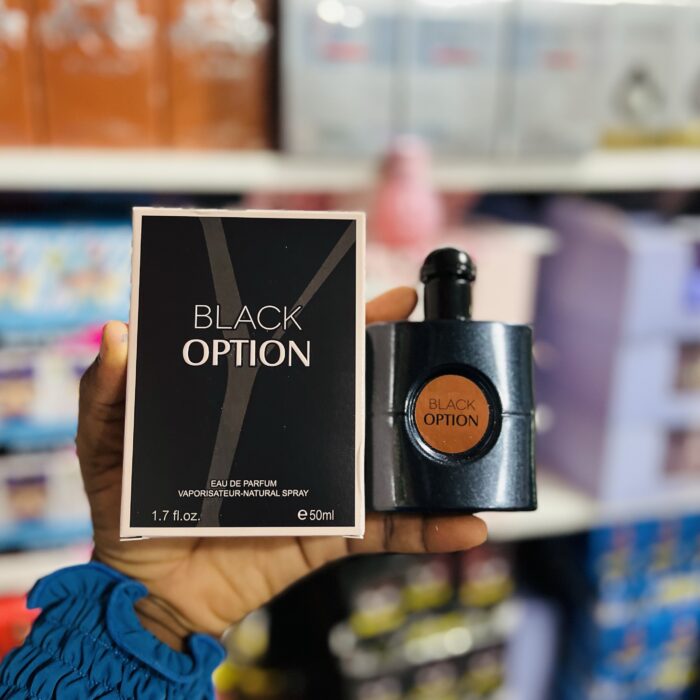 BLACK
OPTION
EAU DE PARFUM
VAPORISATEUR-NATURAL SPRAY
1.7 fl.oz. ℮50ml
BLACK
OPTION